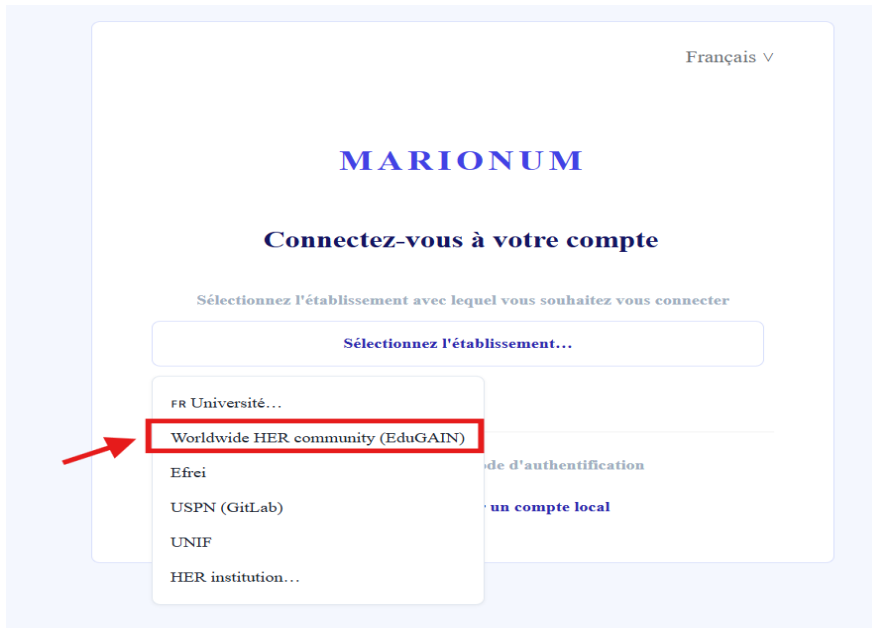 Français
MARIONUM
Connectez-vous à votre compte
Sélectionnez l'établissement avec lequel vous souhaitez vous connecter
Sélectionnez l'établissement...
FR Université...
Worldwide HER community (EduGAIN)
d'authentification
Efrei
USPN (GitLab)
un compte local
UNIF
HER institution...